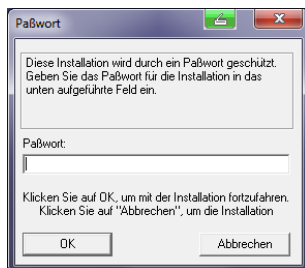 Paßwort
Diese Installation wird durch ein Paßwort geschützt.
Geben Sie das Paßwort für die Installation in das
unten aufgeführte Feld ein.
Paßwort:
Klicken Sie auf OK, um mit der Installation fortzufahren.
Klicken Sie auf "Abbrechen", um die Installation
OK
Abbrechen